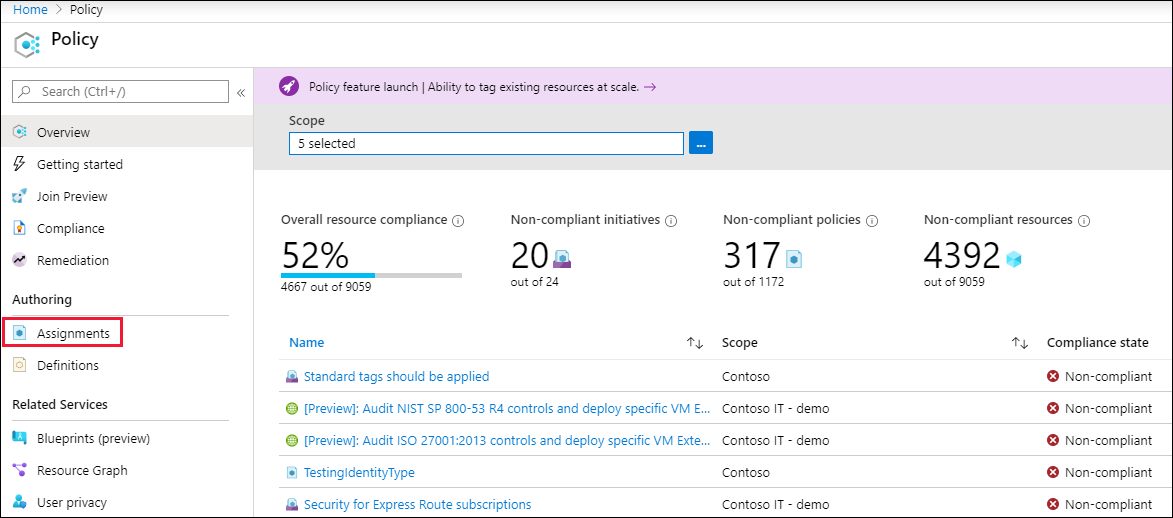 Home > Policy
Policy
Search (Ctrl+/)
«
Overview
Getting started
Join Preview
Compliance
Remediation
Authoring
Assignments
Definitions
Related Services
Blueprints (preview)
Resource Graph
User privacy
Policy feature launch | Ability to tag existing resources at scale. →
Scope
5 selected
...
Overall resource compliance
52%
4667 out of 9059
Non-compliant initiatives
20
out of 24
Non-compliant policies
317
out of 1172
Non-compliant resources
4392
out of 9059
Name Scope Compliance state
Standard tags should be applied Contoso Non-compliant
[Preview]: Audit NIST SP 800-53 R4 controls and deploy specific VM E... Contoso IT - demo Non-compliant
[Preview]: Audit ISO 27001:2013 controls and deploy specific VM Exte... Contoso IT - demo Non-compliant
TestingIdentityType Contoso Non-compliant
Security for Express Route subscriptions Contoso IT - demo Non-compliant